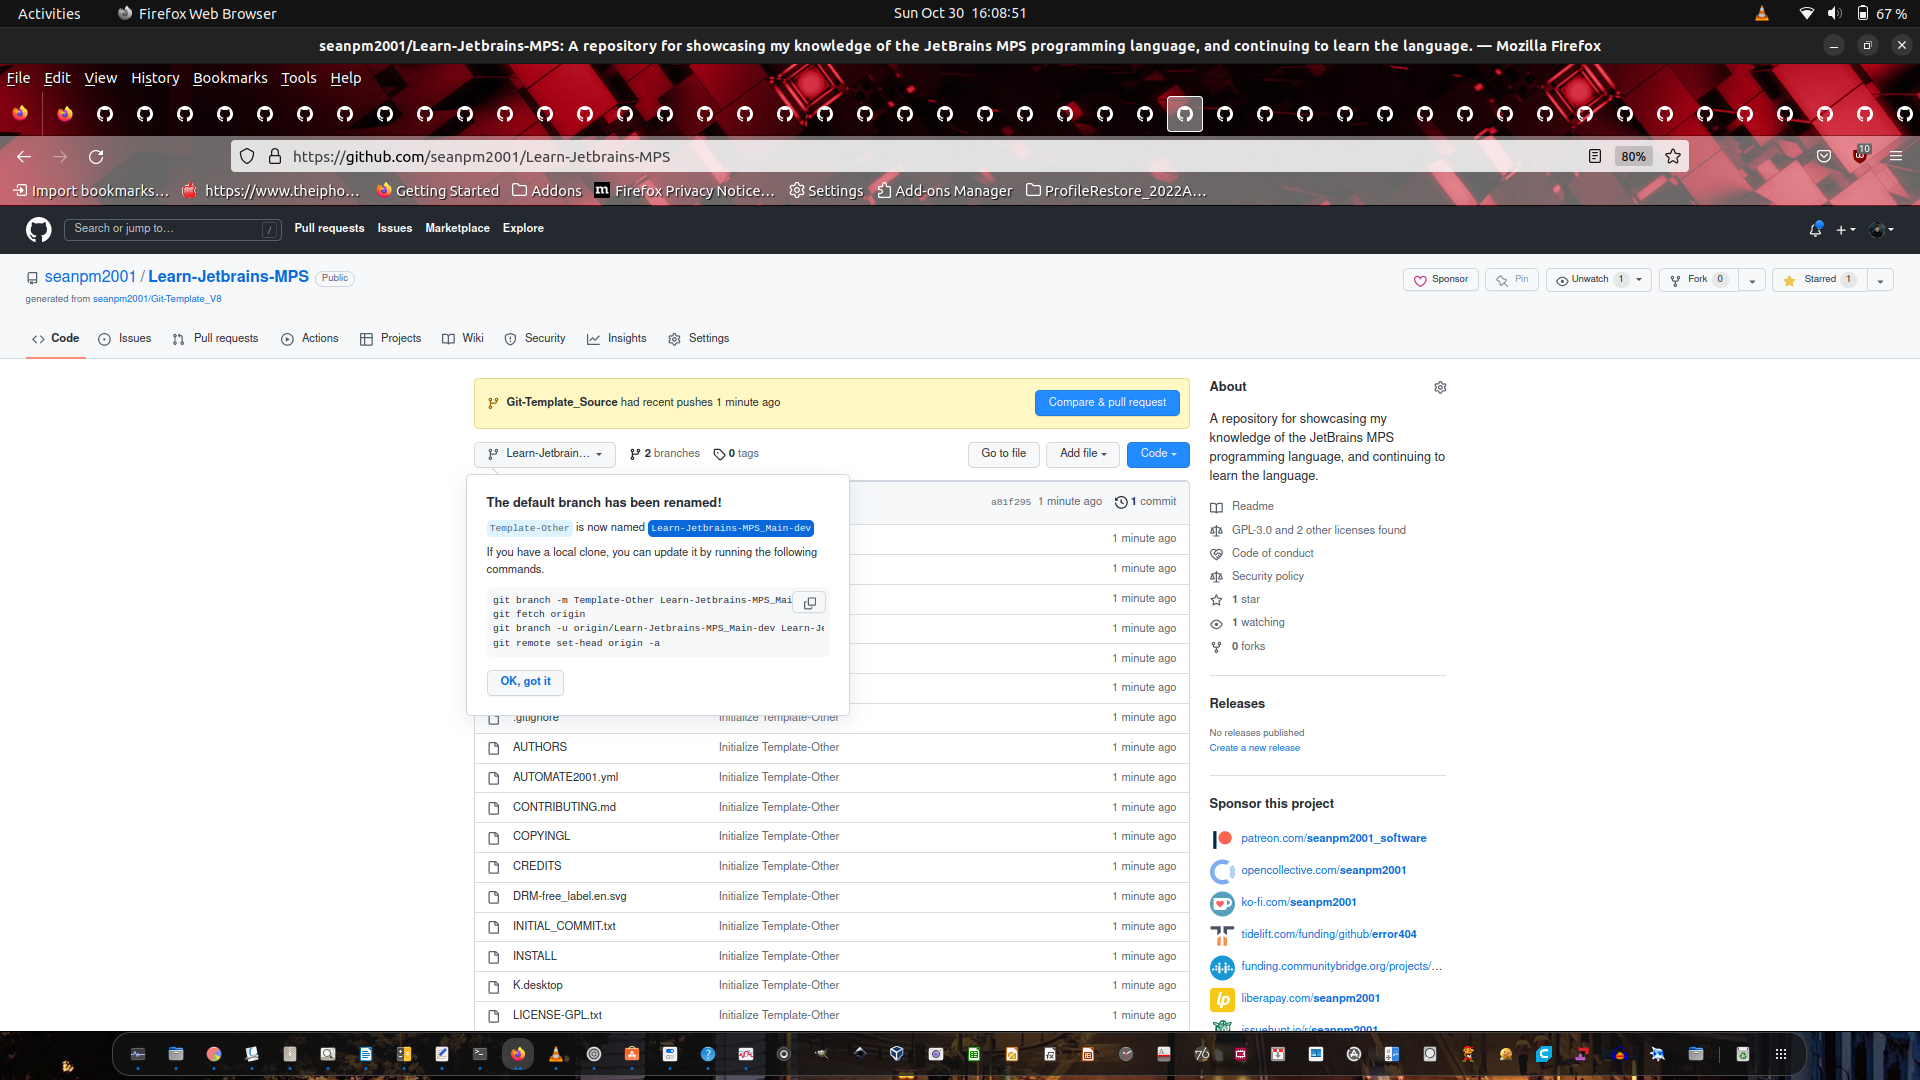 Activities
Firefox Web Browser
Sun Oct 30  16:08:51
67 %
seanpm2001/Learn-Jetbrains-MPS: A repository for showcasing my knowledge of the JetBrains MPS programming language, and continuing to learn the language. — Mozilla Firefox
File Edit View History Bookmarks Tools Help
https://github.com/seanpm2001/Learn-Jetbrains-MPS
80%
10
Import bookmarks…
https://www.theipho…
Getting Started
Addons
Firefox Privacy Notice…
Settings
Add-ons Manager
ProfileRestore_2022A…
Search or jump to…
/
Pull requests
Issues
Marketplace
Explore
seanpm2001 / Learn-Jetbrains-MPS
Public
Sponsor
Pin
Unwatch 1
Fork 0
Starred 1
generated from seanpm2001/Git-Template_V8
Code
Issues
Pull requests
Actions
Projects
Wiki
Security
Insights
Settings
Git-Template_Source had recent pushes 1 minute ago
Compare & pull request
Learn-Jetbrain…
2 branches
0 tags
Go to file
Add file
Code
The default branch has been renamed!
Template-Other is now named Learn-Jetbrains-MPS_Main-dev
If you have a local clone, you can update it by running the following
commands.
git branch -m Template-Other Learn-Jetbrains-MPS_Mai
git fetch origin
git branch -u origin/Learn-Jetbrains-MPS_Main-dev Learn-Je
git remote set-head origin -a
OK, got it
a81f295 1 minute ago
1 commit
1 minute ago
1 minute ago
1 minute ago
1 minute ago
1 minute ago
1 minute ago
.gitignore Initialize Template-Other 1 minute ago
AUTHORS Initialize Template-Other 1 minute ago
AUTOMATE2001.yml Initialize Template-Other 1 minute ago
CONTRIBUTING.md Initialize Template-Other 1 minute ago
COPYINGL Initialize Template-Other 1 minute ago
CREDITS Initialize Template-Other 1 minute ago
DRM-free_label.en.svg Initialize Template-Other 1 minute ago
INITIAL_COMMIT.txt Initialize Template-Other 1 minute ago
INSTALL Initialize Template-Other 1 minute ago
K.desktop Initialize Template-Other 1 minute ago
LICENSE-GPL.txt Initialize Template-Other 1 minute ago
About
A repository for showcasing my
knowledge of the JetBrains MPS
programming language, and continuing to
learn the language.
Readme
GPL-3.0 and 2 other licenses found
Code of conduct
Security policy
1 star
1 watching
0 forks
Releases
No releases published
Create a new release
Sponsor this project
patreon.com/seanpm2001_software
opencollective.com/seanpm2001
ko-fi.com/seanpm2001
tidelift.com/funding/github/error404
funding.communitybridge.org/projects/…
liberapay.com/seanpm2001
issuehunt.io/r/seanpm2001